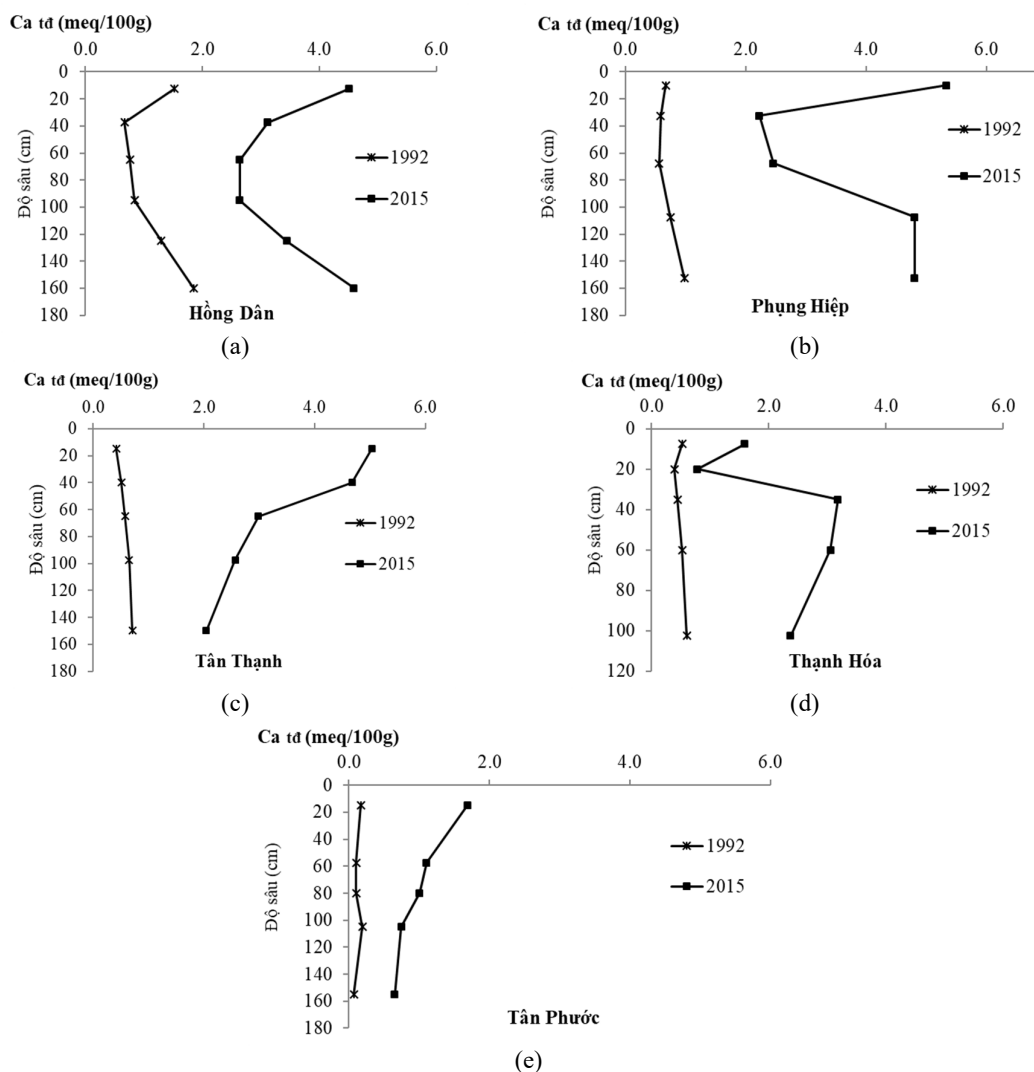 Ca tđ (meq/100g)
0.0 2.0 4.0 6.0
0
20
40
60
80
100
120
140
160
180
Độ sâu (cm)
1992
2015
Hồng Dân
(a)
Ca tđ (meq/100g)
0.0 2.0 4.0 6.0
0
20
40
60
80
100
120
140
160
180
Độ sâu (cm)
1992
2015
Phụng Hiệp
(b)
Ca tđ (meq/100g)
0.0 2.0 4.0 6.0
0
20
40
60
80
100
120
140
160
180
Độ sâu (cm)
1992
2015
Tân Thạnh
(c)
Ca tđ (meq/100g)
0.0 2.0 4.0 6.0
0
20
40
60
80
100
120
Độ sâu (cm)
1992
2015
Thạnh Hóa
(d)
Ca tđ (meq/100g)
0.0 2.0 4.0 6.0
0
20
40
60
80
100
120
140
160
180
Độ sâu (cm)
1992
2015
Tân Phước
(e)